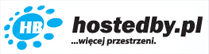 HB
hostedby.pl
...więcej przestrzeni.